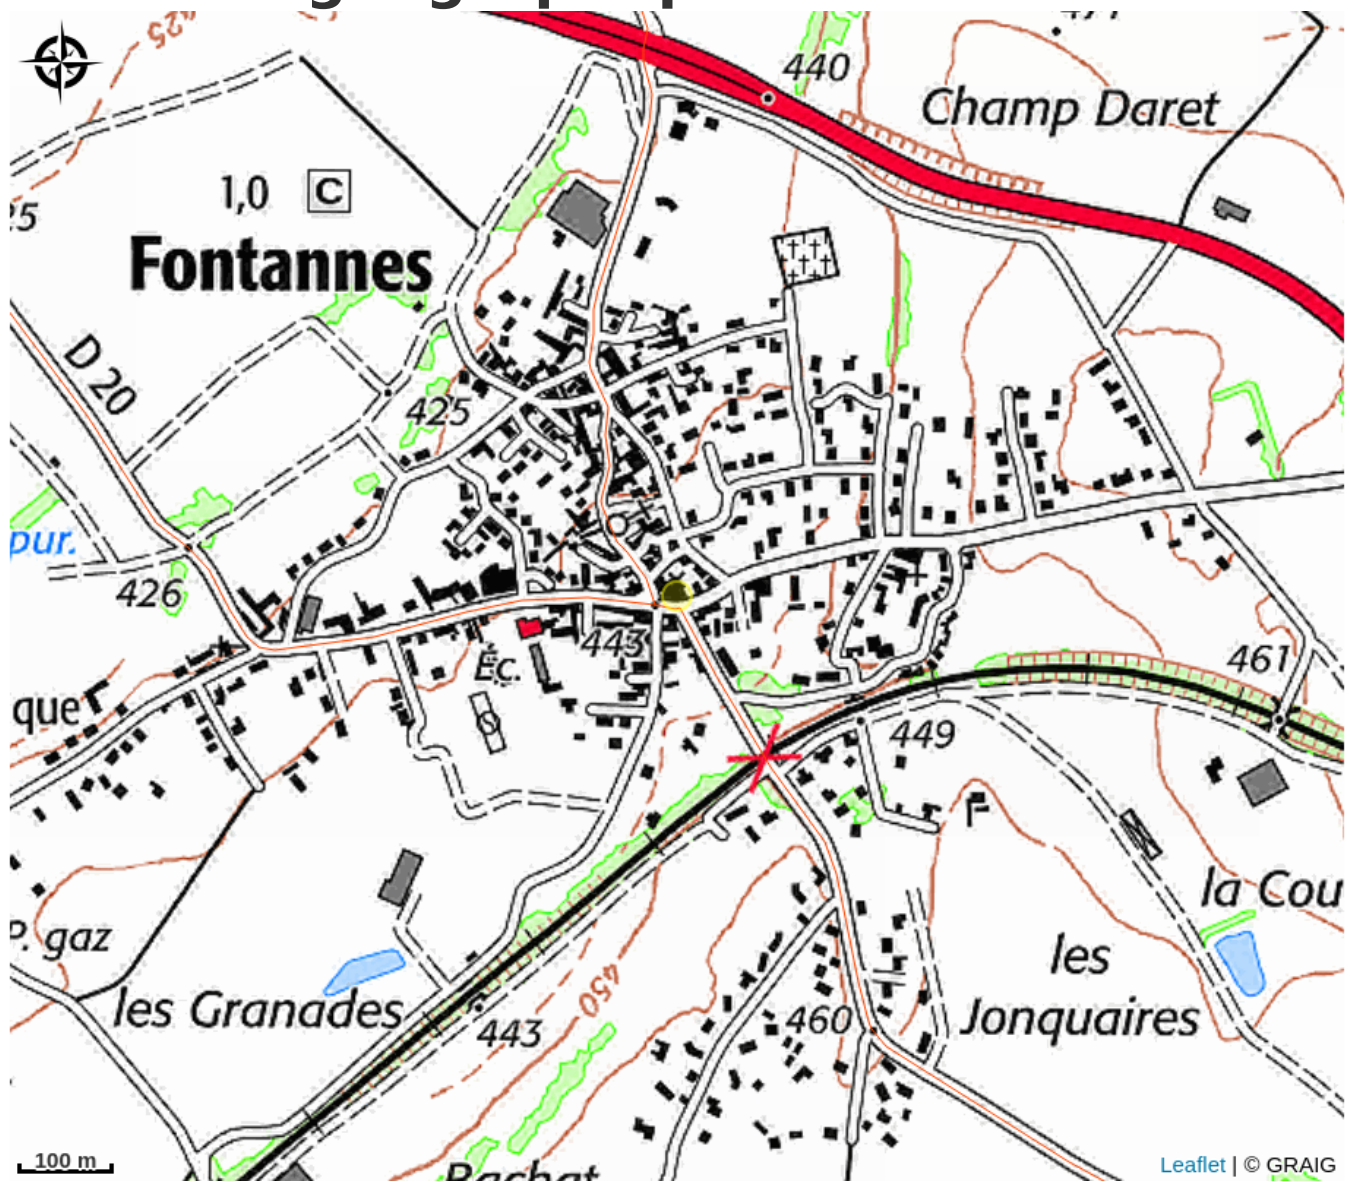 425
440
Champ Daret
1,0 C
Fontannes
D 20
425
pur.
426
443
Éc.
461
que
449
la Cou
P. gaz
les
Jonquaires
450
les Granades
443
460
100 m
Leaflet | © GRAIG